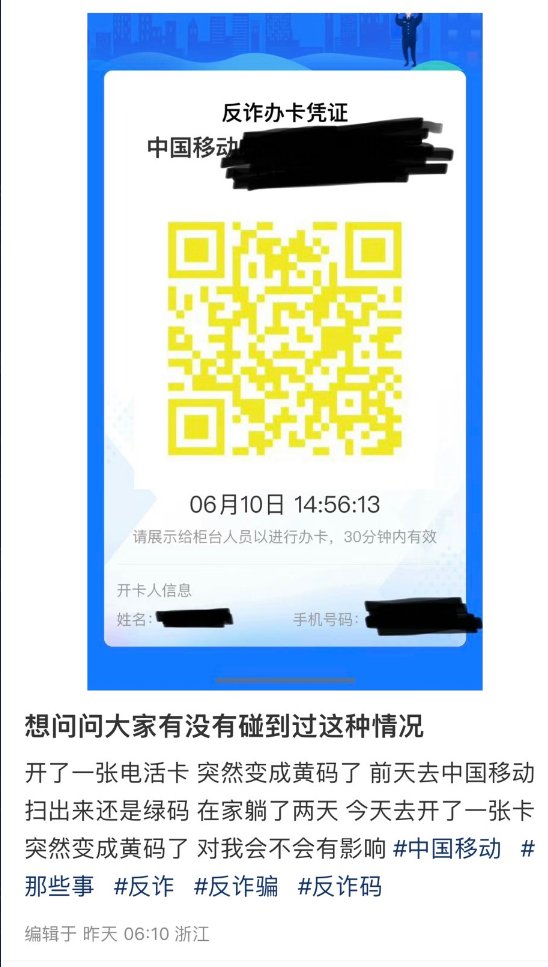 反诈办卡凭证
中国移动
06月10日 14:56:13
请展示给柜台人员以进行办卡，30分钟内有效
开卡人信息
姓名： 手机号码：
想问问大家有没有碰到过这种情况
开了一张电活卡 突然变成黄码了 前天去中国移动
扫出来还是绿码 在家躺了两天 今天去开了一张卡
突然变成黄码了 对我会不会有影响 #中国移动 #
那些事 #反诈 #反诈骗 #反诈码
编辑于 昨天 06:10 浙江